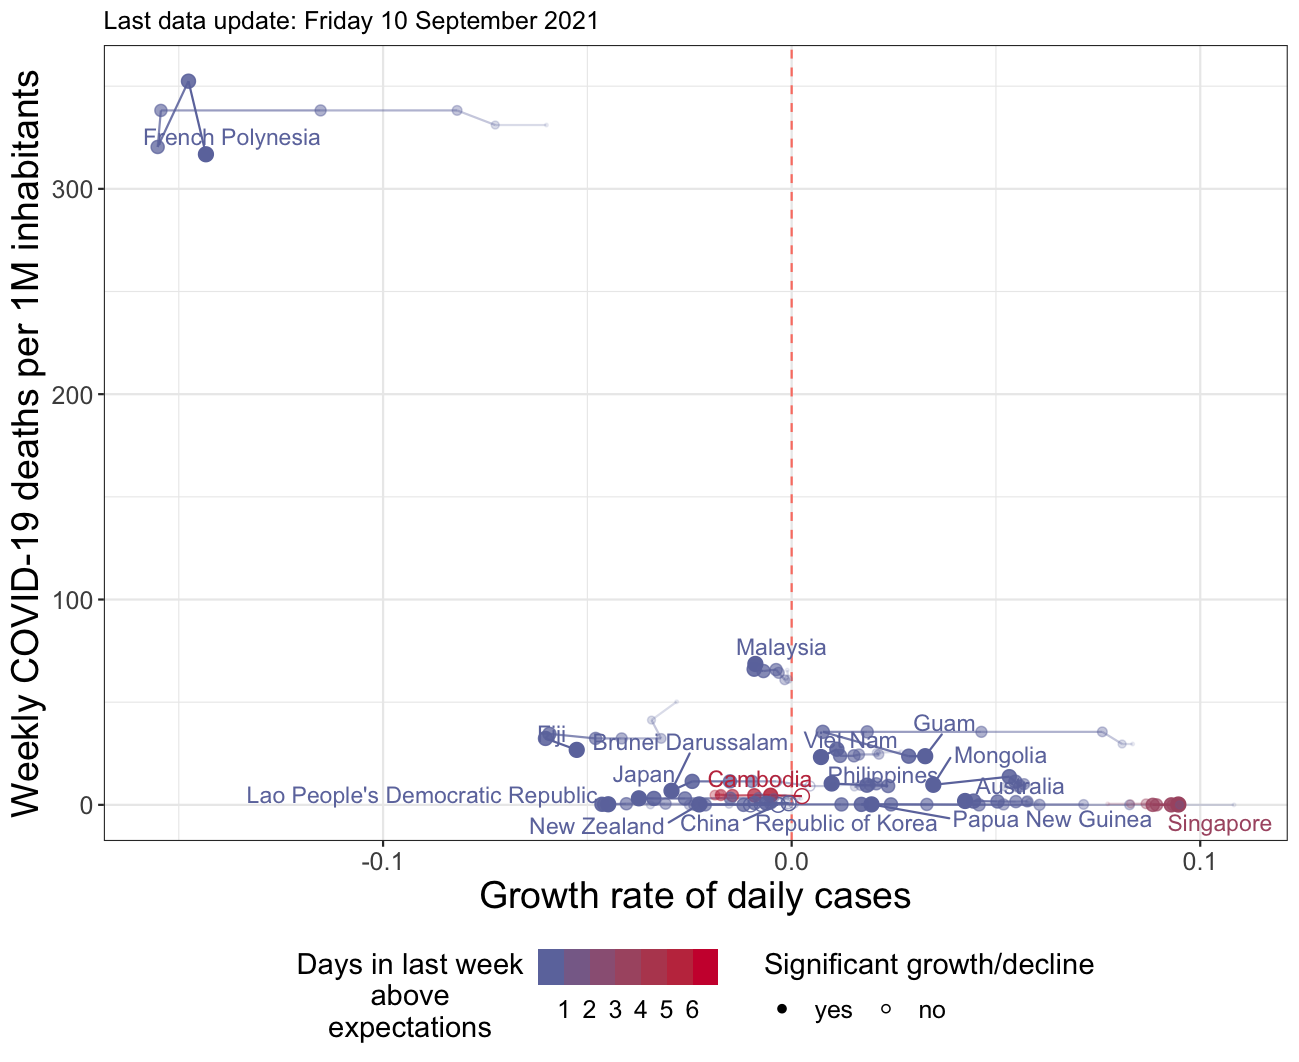 Last data update: Friday 10 September 2021
Weekly COVID-19 deaths per 1M inhabitants
300
200
100
0
French Polynesia
Malaysia
Guam
Fiji
Brunei Darussalam
Viet Nam
Mongolia
Japan
Cambodia
Philippines
Australia
Lao People's Democratic Republic
New Zealand
China
Republic of Korea
Papua New Guinea
Singapore
-0.1
0.0
0.1
Growth rate of daily cases
Days in last week
above
expectations
1 2 3 4 5 6
Significant growth/decline
yes
no